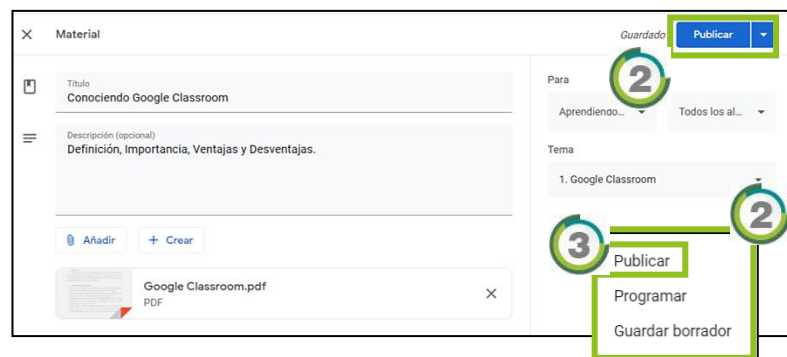 Material
Guardado
Publicar
2
Título
Conociendo Google Classroom
Para
Aprendiendo...
Todos los al...
Descripción (opcional)
Definición, Importancia, Ventajas y Desventajas.
Tema
1. Google Classroom
2
Añadir
+ Crear
3
Publicar
Programar
Guardar borrador
Google Classroom.pdf
PDF